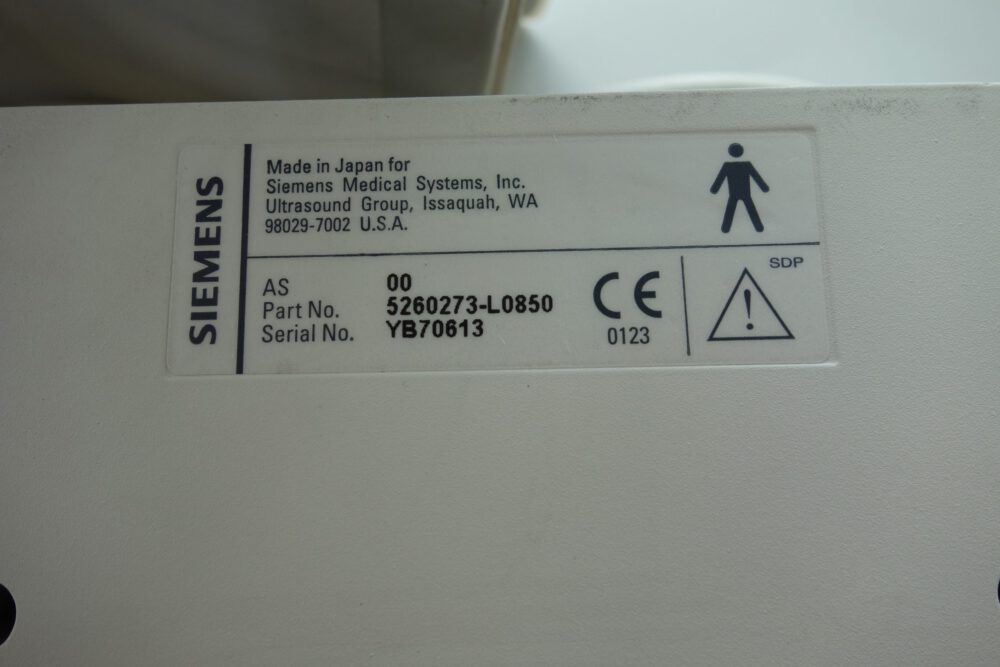 SIEMENS
Made in Japan for
Siemens Medical Systems, Inc.
Ultrasound Group, Issaquah, WA
98029-7002 U.S.A.
AS 00
Part No. 5260273-L0850
Serial No. YB70613
CE
0123
SDP
!